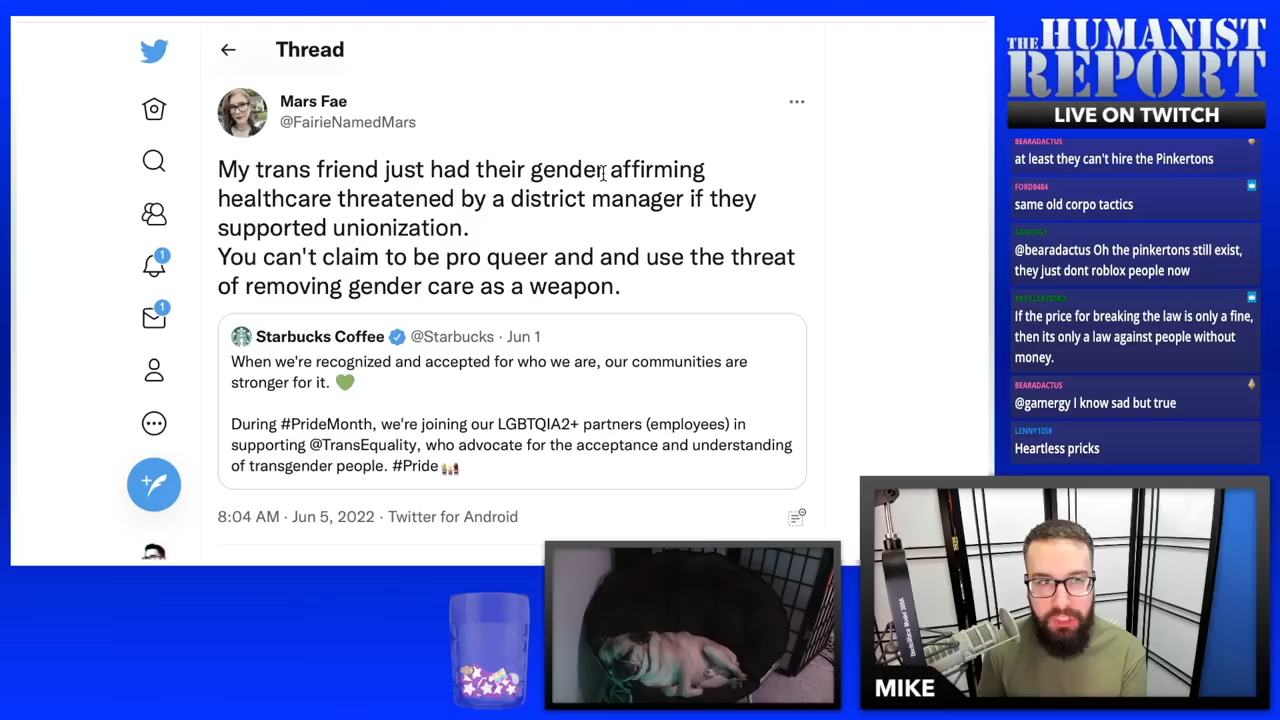 Thread
Mars Fae
@FairieNamedMars
My trans friend just had their gender affirming
healthcare threatened by a district manager if they
supported unionization.
You can't claim to be pro queer and and use the threat
of removing gender care as a weapon.
Starbucks Coffee @Starbucks · Jun 1
When we're recognized and accepted for who we are, our communities are
stronger for it.
During #PrideMonth, we're joining our LGBTQIA2+ partners (employees) in
supporting @TransEquality, who advocate for the acceptance and understanding
of transgender people. #Pride
8:04 AM · Jun 5, 2022 · Twitter for Android
1
1
THE HUMANIST
REPORT
LIVE ON TWITCH
BEARADACTUS
at least they can't hire the Pinkertons
FORD8484
same old corpo tactics
GAMERGY
@bearadactus Oh the pinkertons still exist,
they just dont roblox people now
If the price for breaking the law is only a fine,
then its only a law against people without
money.
BEARADACTUS
@gamergy I know sad but true
LENNY1058
Heartless pricks
MIKE